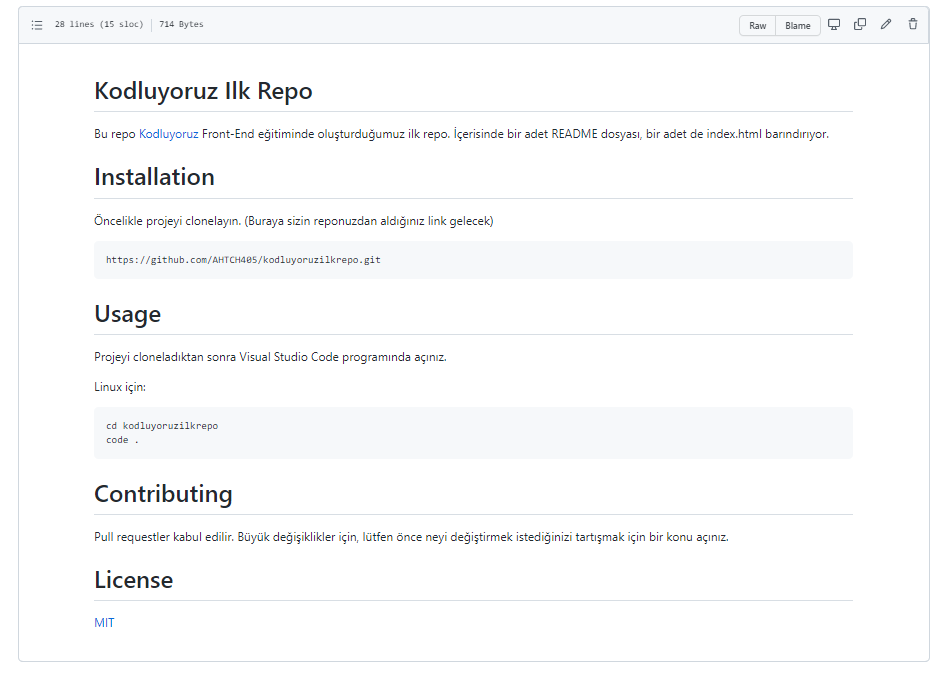 28 lines (15 sloc) 714 Bytes Raw Blame
Kodluyoruz Ilk Repo
Bu repo Kodluyoruz Front-End eğitiminde oluşturduğumuz ilk repo. İçerisinde bir adet README dosyası, bir adet de index.html barındırıyor.
Installation
Öncelikle projeyi clonelayın. (Buraya sizin reponuzdan aldığınız link gelecek)
https://github.com/AHTCH405/kodluyoruzilkrepo.git
Usage
Projeyi cloneladıktan sonra Visual Studio Code programında açınız.
Linux için:
cd kodluyoruzilkrepo
code .
Contributing
Pull requestler kabul edilir. Büyük değişiklikler için, lütfen önce neyi değiştirmek istediğinizi tartışmak için bir konu açınız.
License
MIT